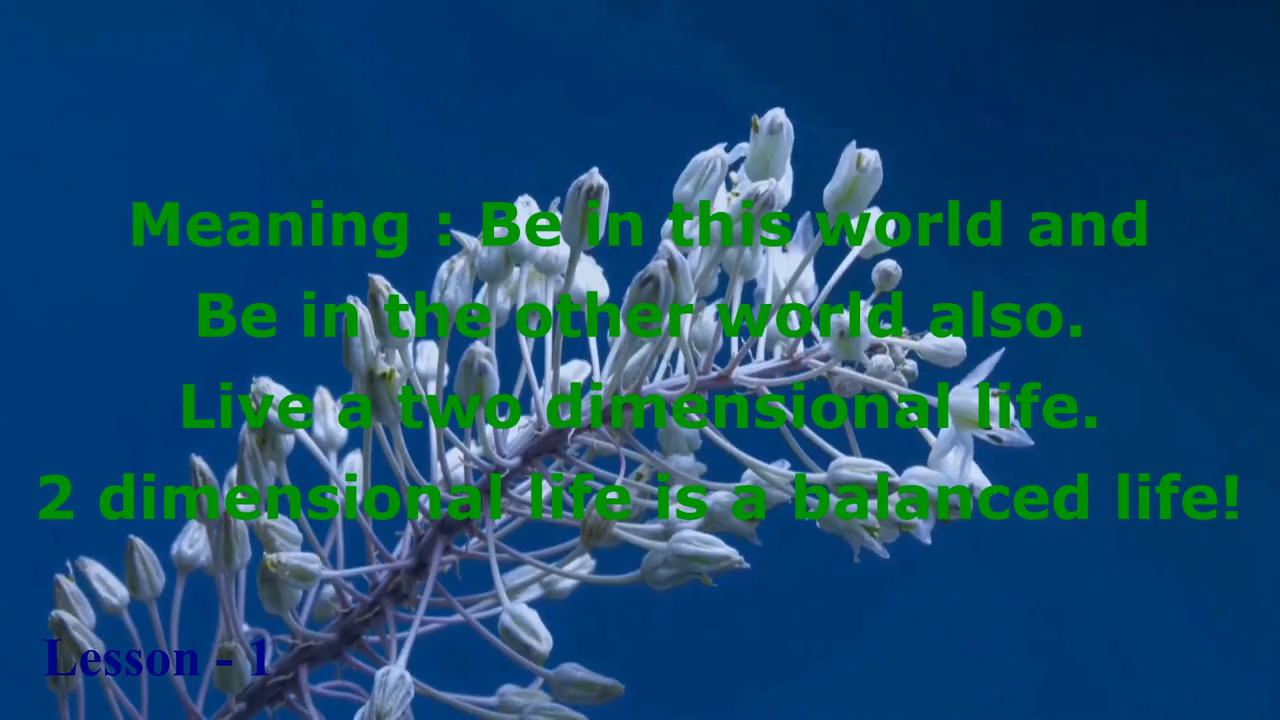 Meaning : Be in this world and
Be in the other world also.
Live a two dimensional life.
2 dimensional life is a balanced life!
Lesson - 1